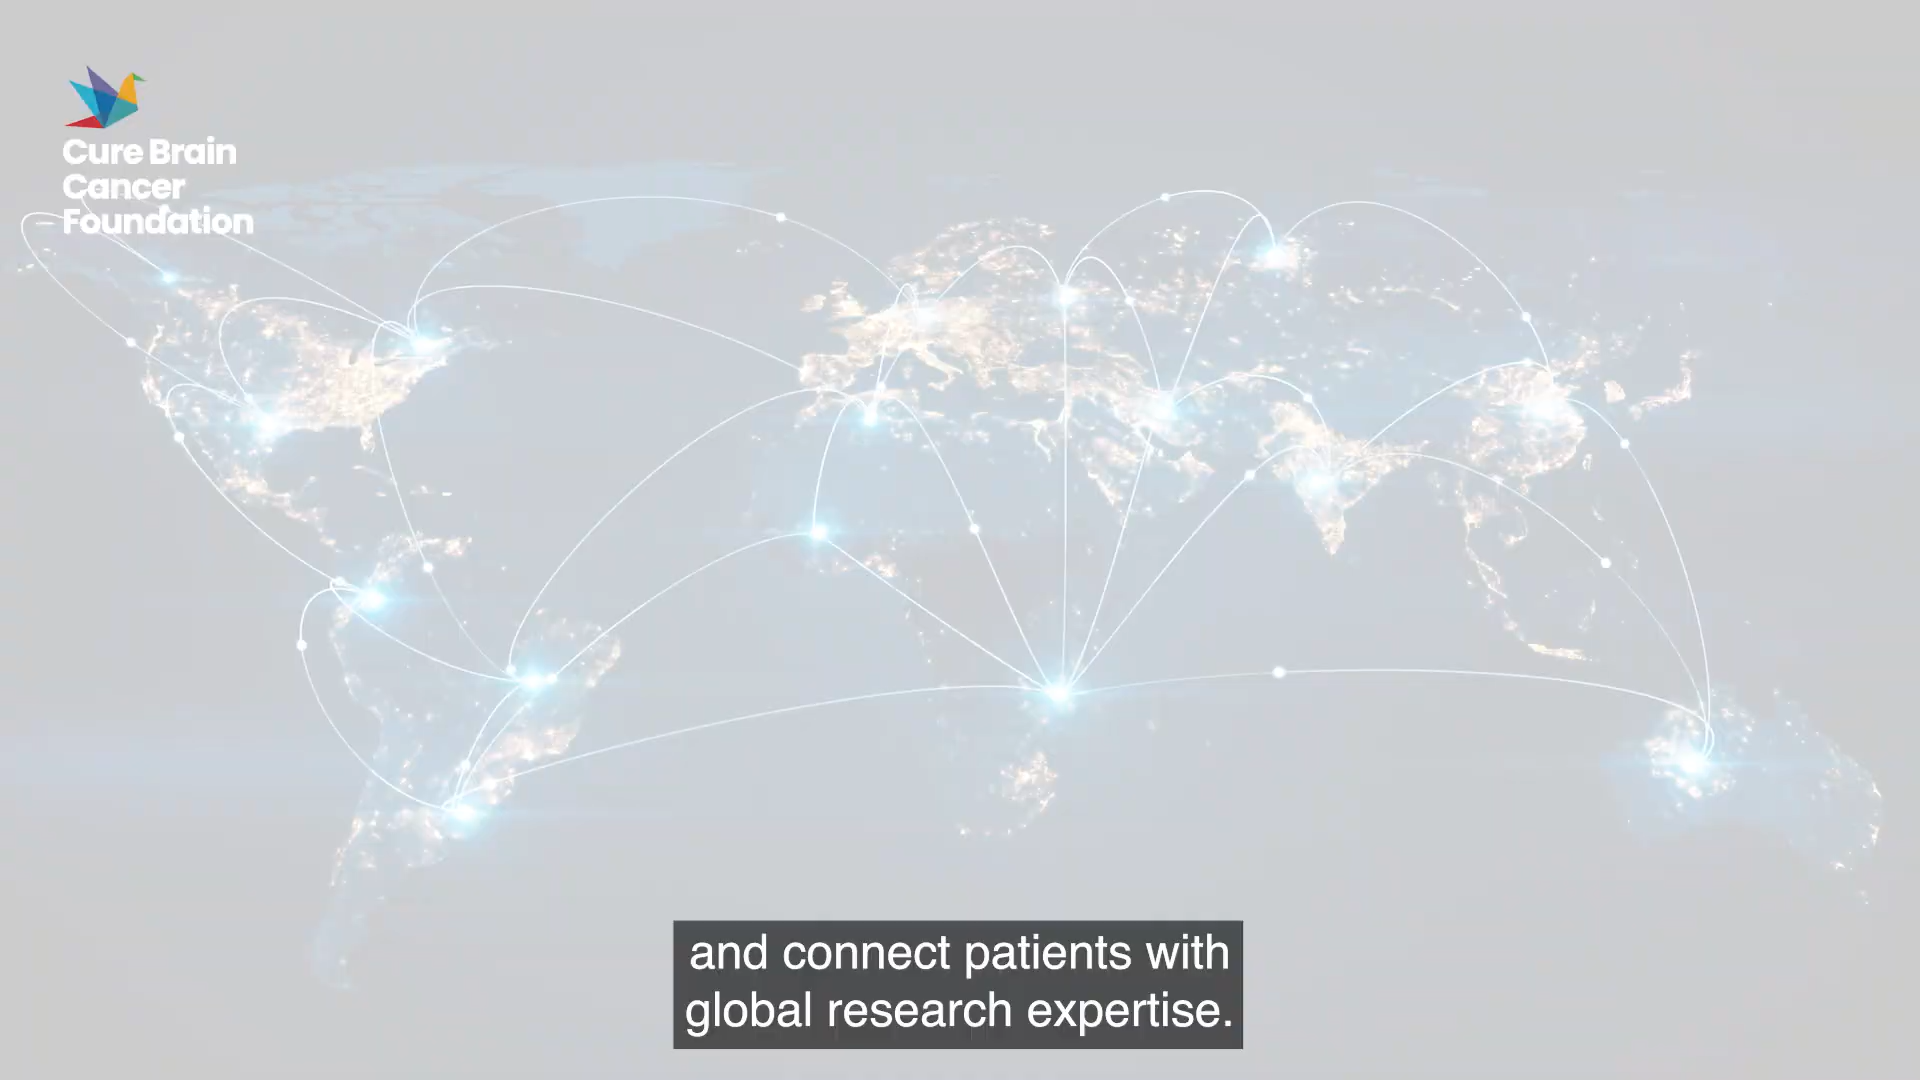 Cure Brain
Cancer
Foundation
and connect patients with
global research expertise.